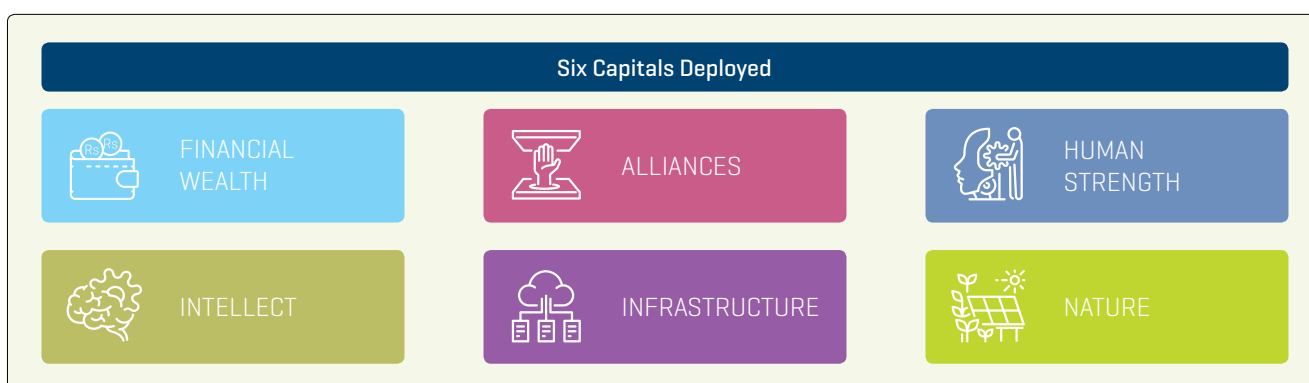 Six Capitals Deployed
Rs Rs
FINANCIAL
WEALTH
ALLIANCES
HUMAN
STRENGTH
INTELLECT
INFRASTRUCTURE
NATURE